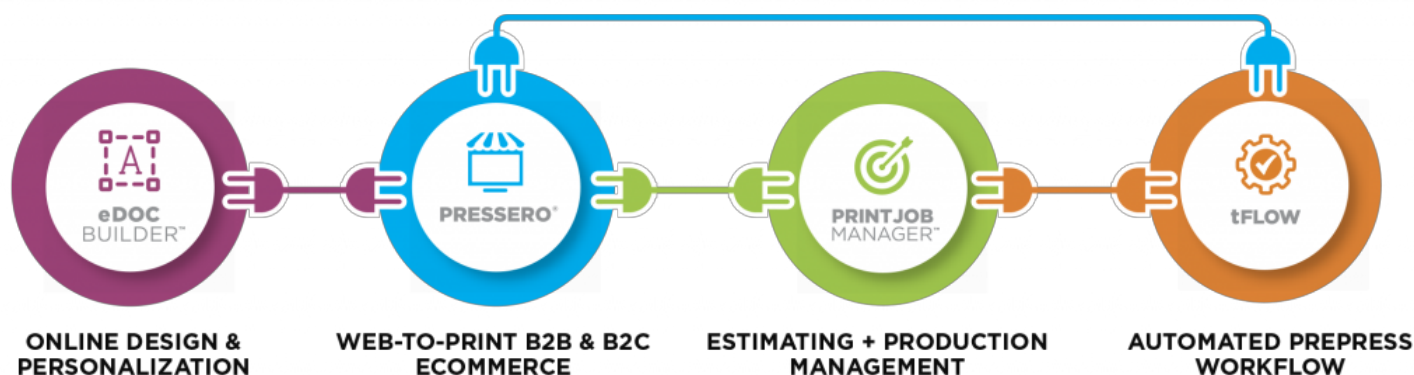 A
eDOC
BUILDER™
PRESSERO®
PRINTJOB
MANAGER™
tFLOW
ONLINE DESIGN &
PERSONALIZATION
WEB-TO-PRINT B2B & B2C
ECOMMERCE
ESTIMATING + PRODUCTION
MANAGEMENT
AUTOMATED PREPRESS
WORKFLOW